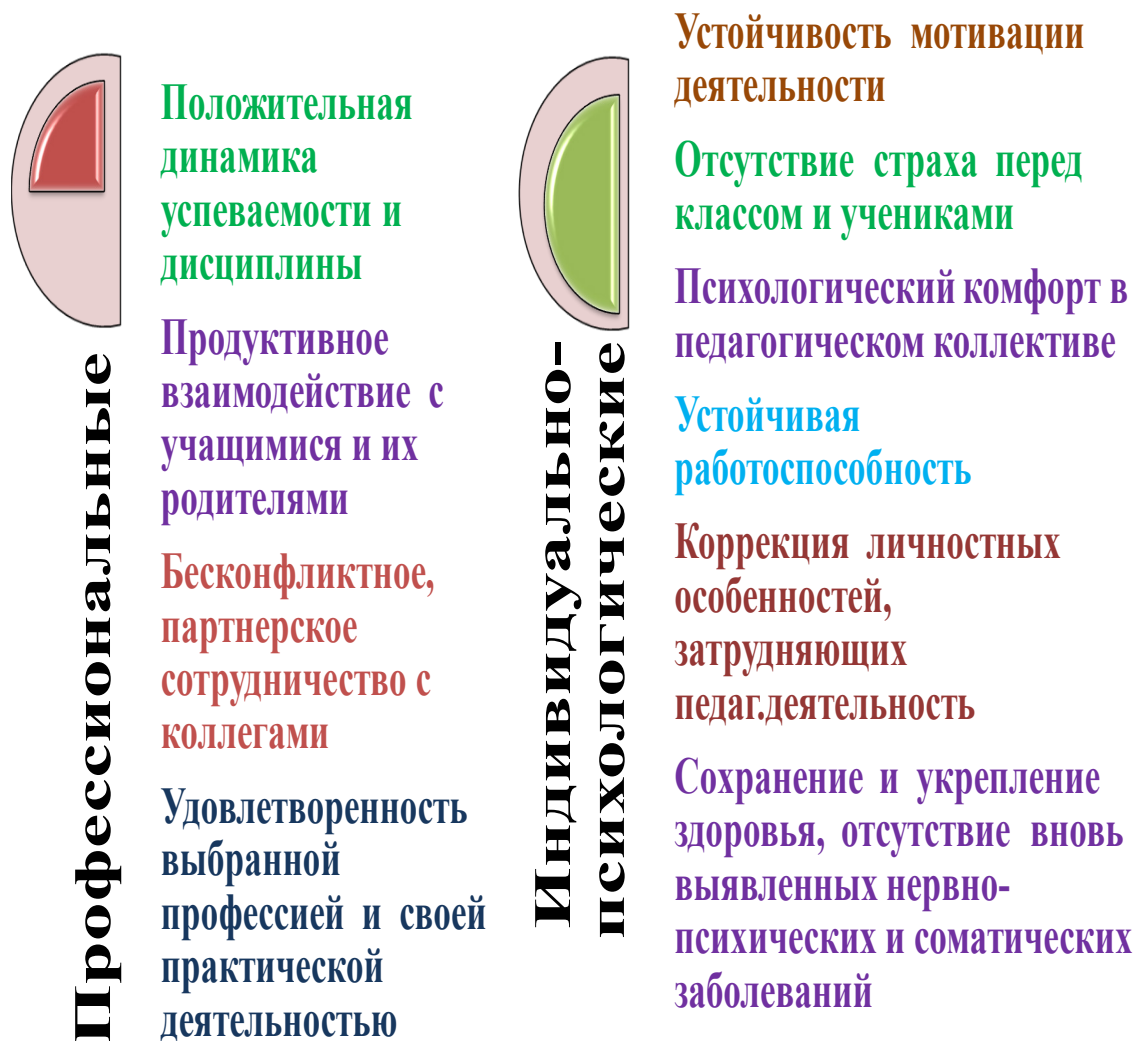 Профессиональные
Положительная
динамика
успеваемости и
дисциплины
Продуктивное
взаимодействие с
учащимися и их
родителями
Бесконфликтное,
партнерское
сотрудничество с
коллегами
Удовлетворенность
выбранной
профессией и своей
практической
деятельностью
Индивидуально-
психологические
Устойчивость мотивации
деятельности
Отсутствие страха перед
классом и учениками
Психологический комфорт в
педагогическом коллективе
Устойчивая
работоспособность
Коррекция личностных
особенностей,
затрудняющих
педаг.деятельность
Сохранение и укрепление
здоровья, отсутствие вновь
выявленных нервно-
психических и соматических
заболеваний